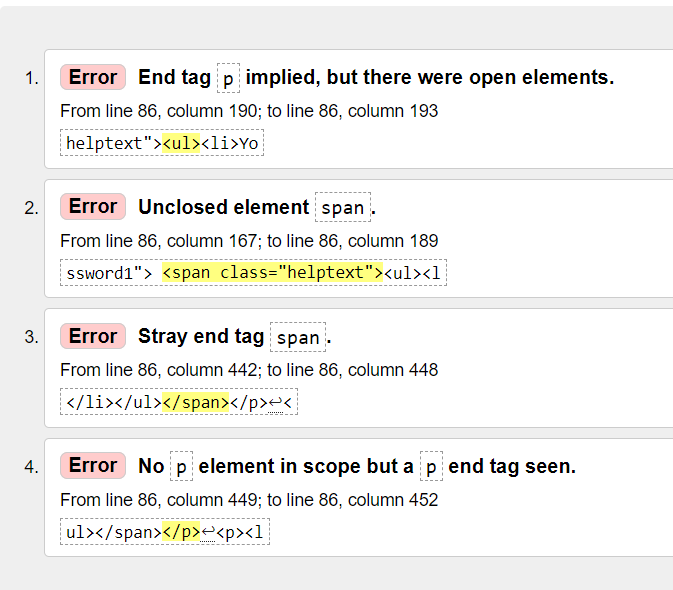 1. Error End tag p implied, but there were open elements.
From line 86, column 190; to line 86, column 193
helptext"><ul><li>Yo
2. Error Unclosed element span.
From line 86, column 167; to line 86, column 189
ssword1"> <span class="helptext"><ul><l
3. Error Stray end tag span.
From line 86, column 442; to line 86, column 448
</li></ul></span></p>↩<
4. Error No p element in scope but a p end tag seen.
From line 86, column 449; to line 86, column 452
ul></span></p>↩<p><l